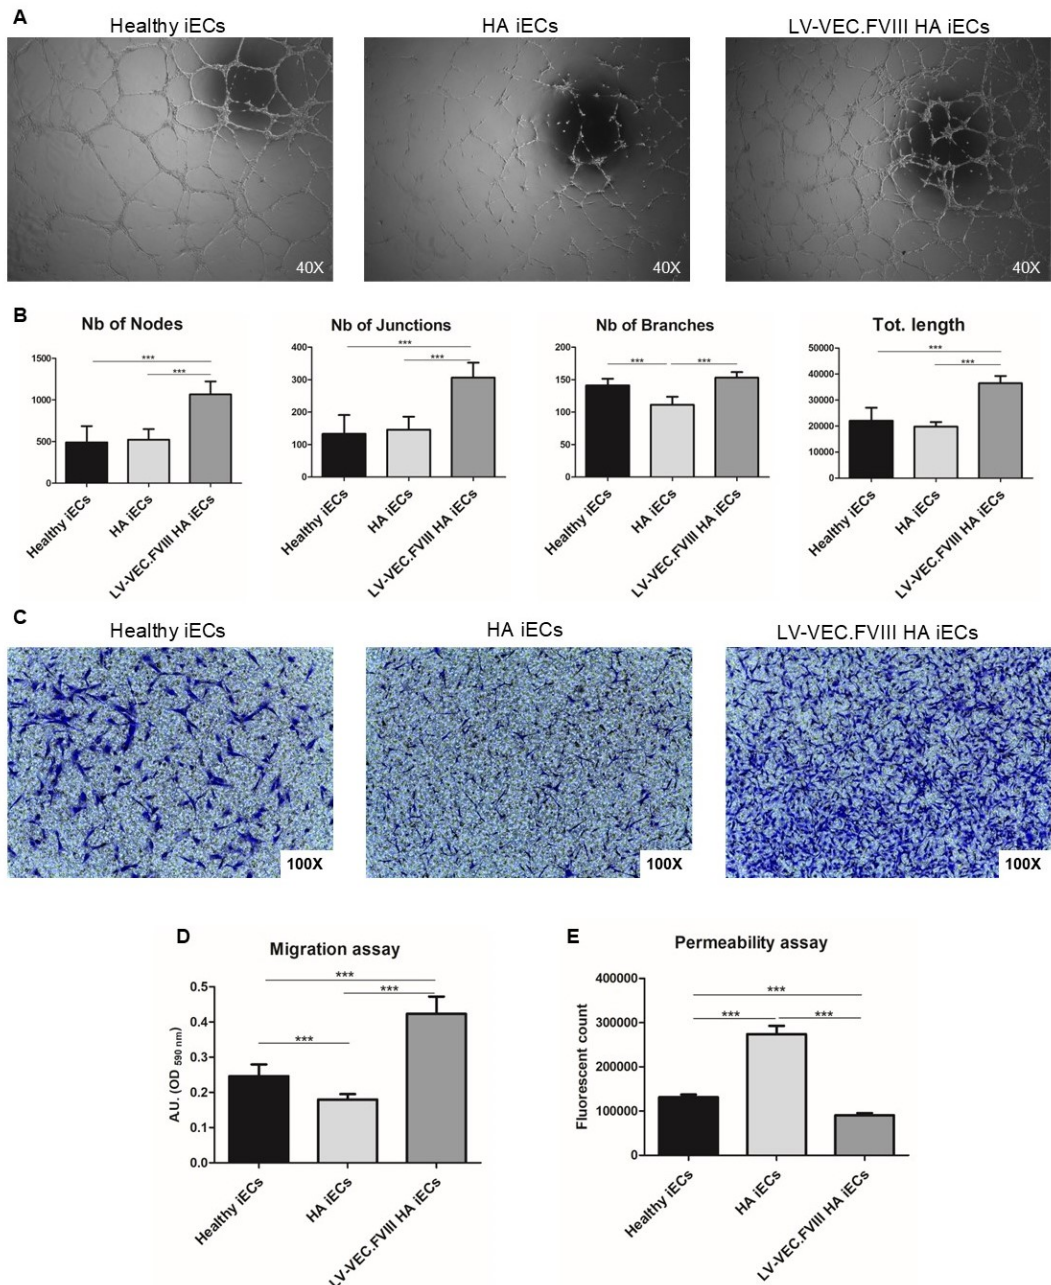 A
Healthy iECs
HA iECs
LV-VEC.FVIII HA iECs
40X
40X
40X
B
Nb of Nodes
1500
1000
500
0
***
***
Healthy iECs
HA iECs
LV-VEC.FVIII HA iECs
Nb of Junctions
400
300
200
100
0
***
***
Healthy iECs
HA iECs
LV-VEC.FVIII HA iECs
Nb of Branches
200
150
100
50
0
***
***
Healthy iECs
HA iECs
LV-VEC.FVIII HA iECs
Tot. length
50000
40000
30000
20000
10000
0
***
***
Healthy iECs
HA iECs
LV-VEC.FVIII HA iECs
C
Healthy iECs
HA iECs
LV-VEC.FVIII HA iECs
100X
100X
100X
D
Migration assay
A.U. (OD 590 nm)
0.5
0.4
0.3
0.2
0.1
0.0
***
***
***
Healthy iECs
HA iECs
LV-VEC.FVIII HA iECs
E
Permeability assay
Fluorescent count
400000
300000
200000
100000
0
***
***
***
Healthy iECs
HA iECs
LV-VEC.FVIII HA iECs